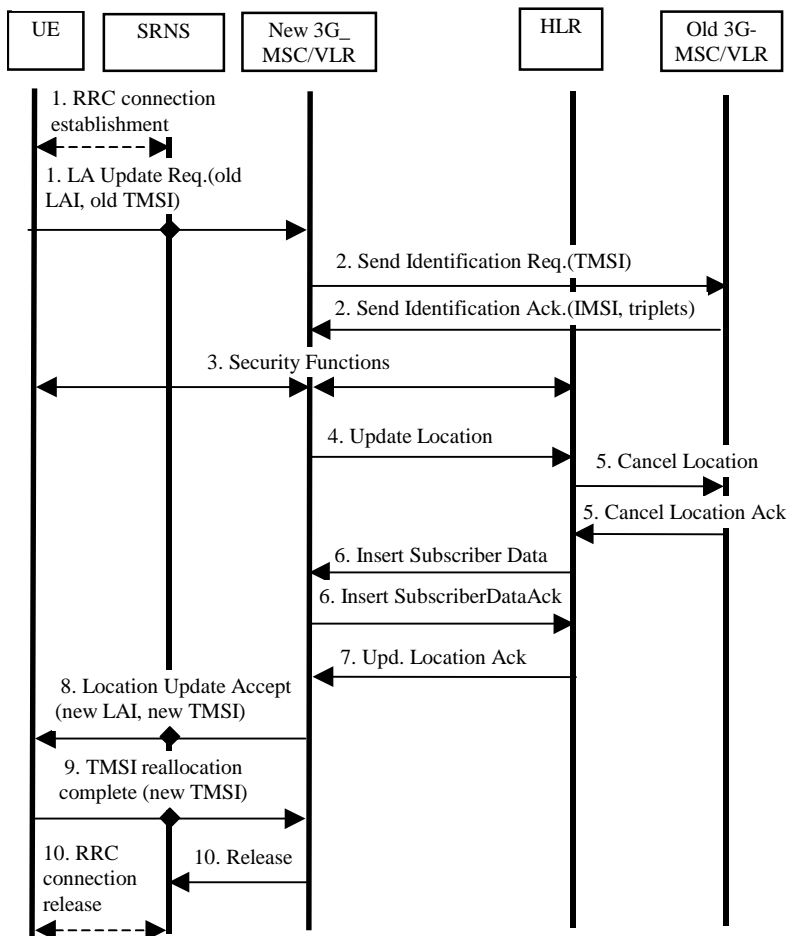 UE
SRNS
New 3G_
MSC/VLR
HLR
Old 3G-
MSC/VLR
1. RRC connection
establishment
1. LA Update Req.(old
LAI, old TMSI)
2. Send Identification Req.(TMSI)
2. Send Identification Ack.(IMSI, triplets)
3. Security Functions
4. Update Location
5. Cancel Location
5. Cancel Location Ack
6. Insert Subscriber Data
6. Insert SubscriberDataAck
7. Upd. Location Ack
8. Location Update Accept
(new LAI, new TMSI)
9. TMSI reallocation
complete (new TMSI)
10. RRC
connection
release
10. Release